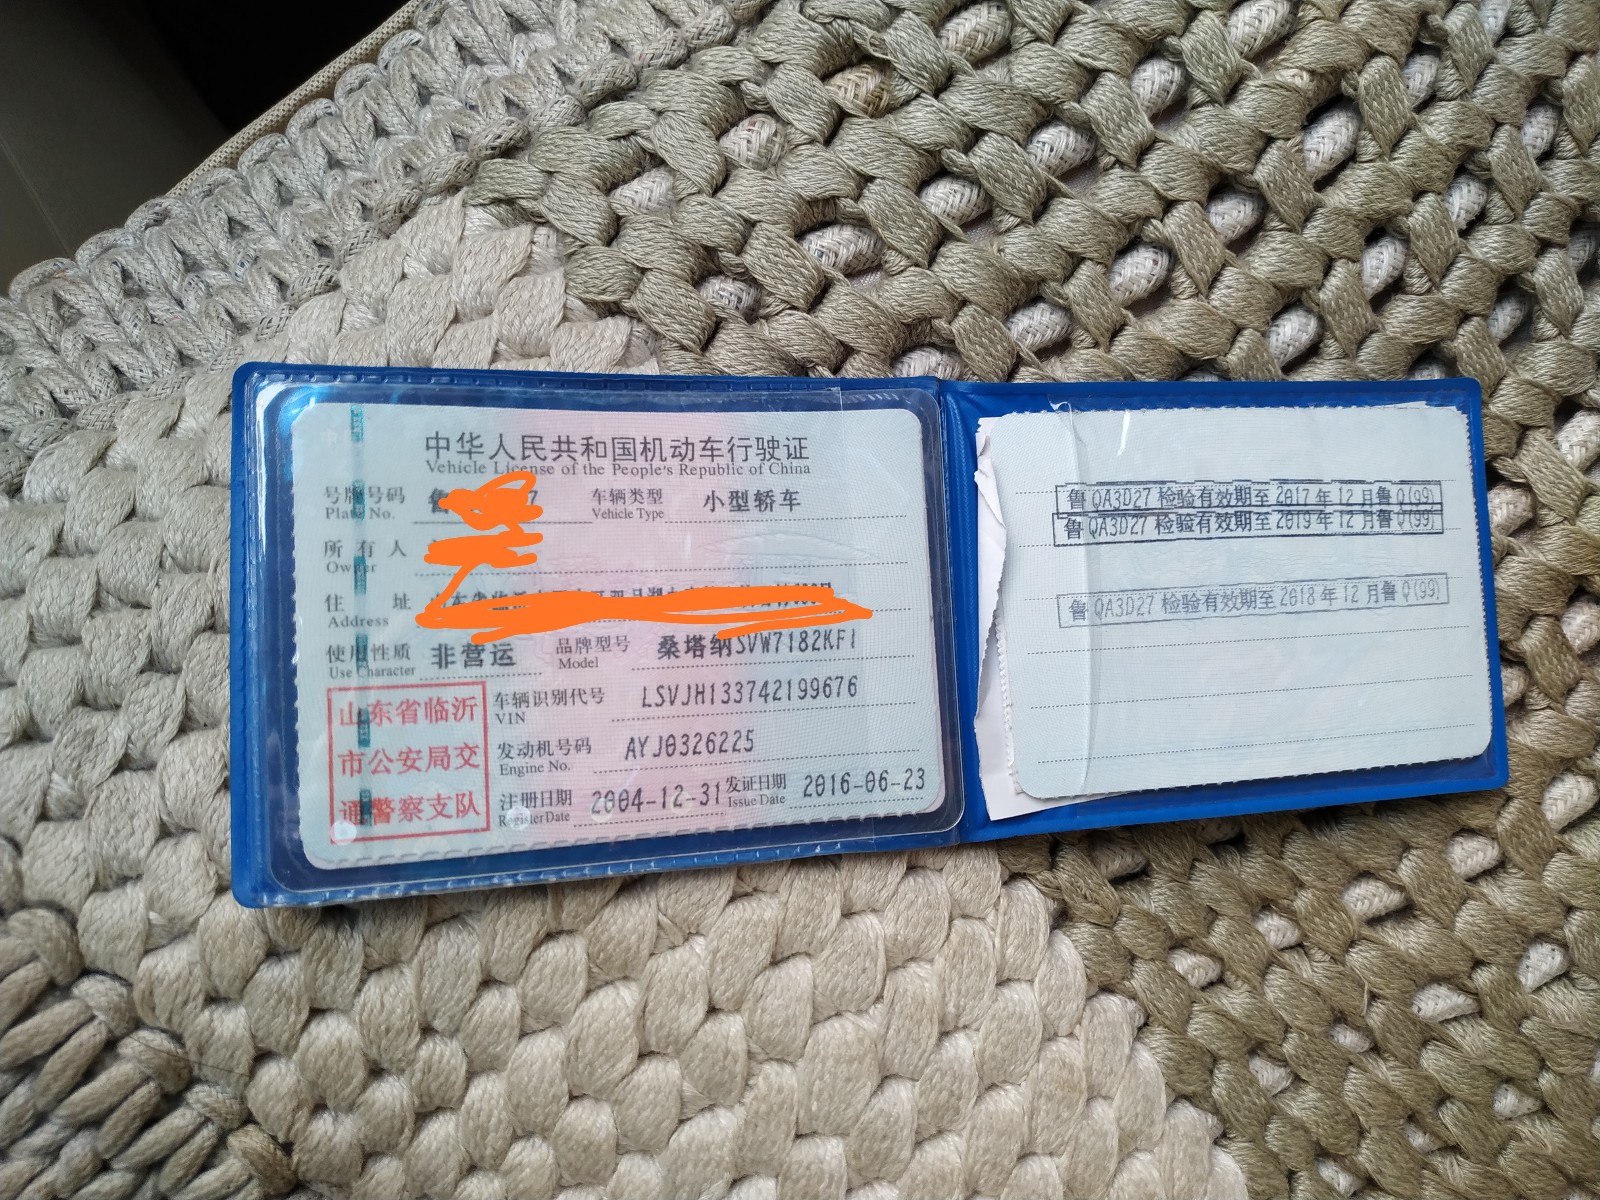 中华人民共和国机动车行驶证
Vehicle License of the People's Republic of China
号牌号码 7 车辆类型 小型轿车
Plate No. Vehicle Type
所有人
Owner
住址
Address
使用性质 非营运 品牌型号 桑塔纳SVW7182KFI
Use Character Model
山东省临沂
市公安局交
通警察支队
车辆识别代号 LSVJH133742199676
VIN
发动机号码 AYJ0326225
Engine No.
注册日期 2004-12-31 发证日期 2016-06-23
Register Date Issue Date
鲁QA3D27 检验有效期至 2017年12月鲁Q(99)
鲁QA3D27 检验有效期至 2019年12月鲁Q(99)
鲁QA3D27 检验有效期至 2018年12月鲁Q(99)